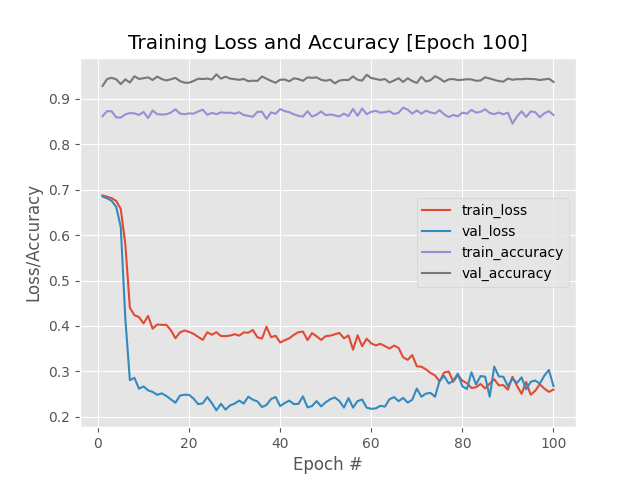 Training Loss and Accuracy [Epoch 100]
Loss/Accuracy
0.9
0.8
0.7
0.6
0.5
0.4
0.3
0.2
train_loss
val_loss
train_accuracy
val_accuracy
0 20 40 60 80 100
Epoch #